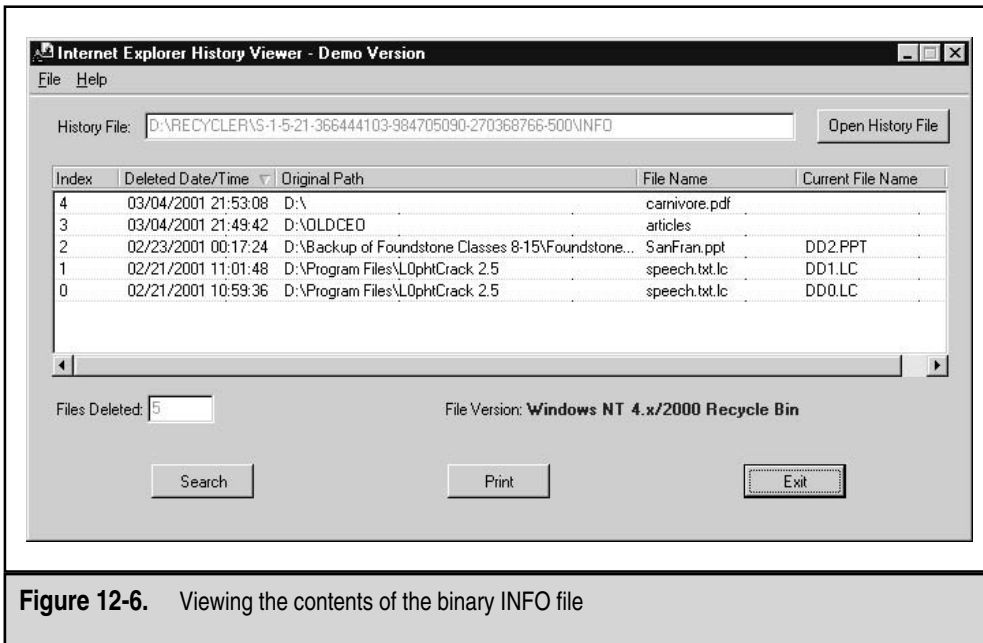 Internet Explorer History Viewer - Demo Version
File Help
History File: D:\RECYCLER\S-1-5-21-366444103-984705090-270368766-500\INFO Open History File
Index Deleted Date/Time Original Path File Name Current File Name
4 03/04/2001 21:53:08 D:\ carnivore.pdf
3 03/04/2001 21:49:42 D:\OLDCEO articles
2 02/23/2001 00:17:24 D:\Backup of Foundstone Classes 8-15\Foundstone... SanFran.ppt DD2.PPT
1 02/21/2001 11:01:48 D:\Program Files\L0phtCrack 2.5 speech.txt.lc DD1.LC
0 02/21/2001 10:59:36 D:\Program Files\L0phtCrack 2.5 speech.txt.lc DD0.LC
Files Deleted: 5 File Version: Windows NT 4.x/2000 Recycle Bin
Search Print Exit
Figure 12-6. Viewing the contents of the binary INFO file